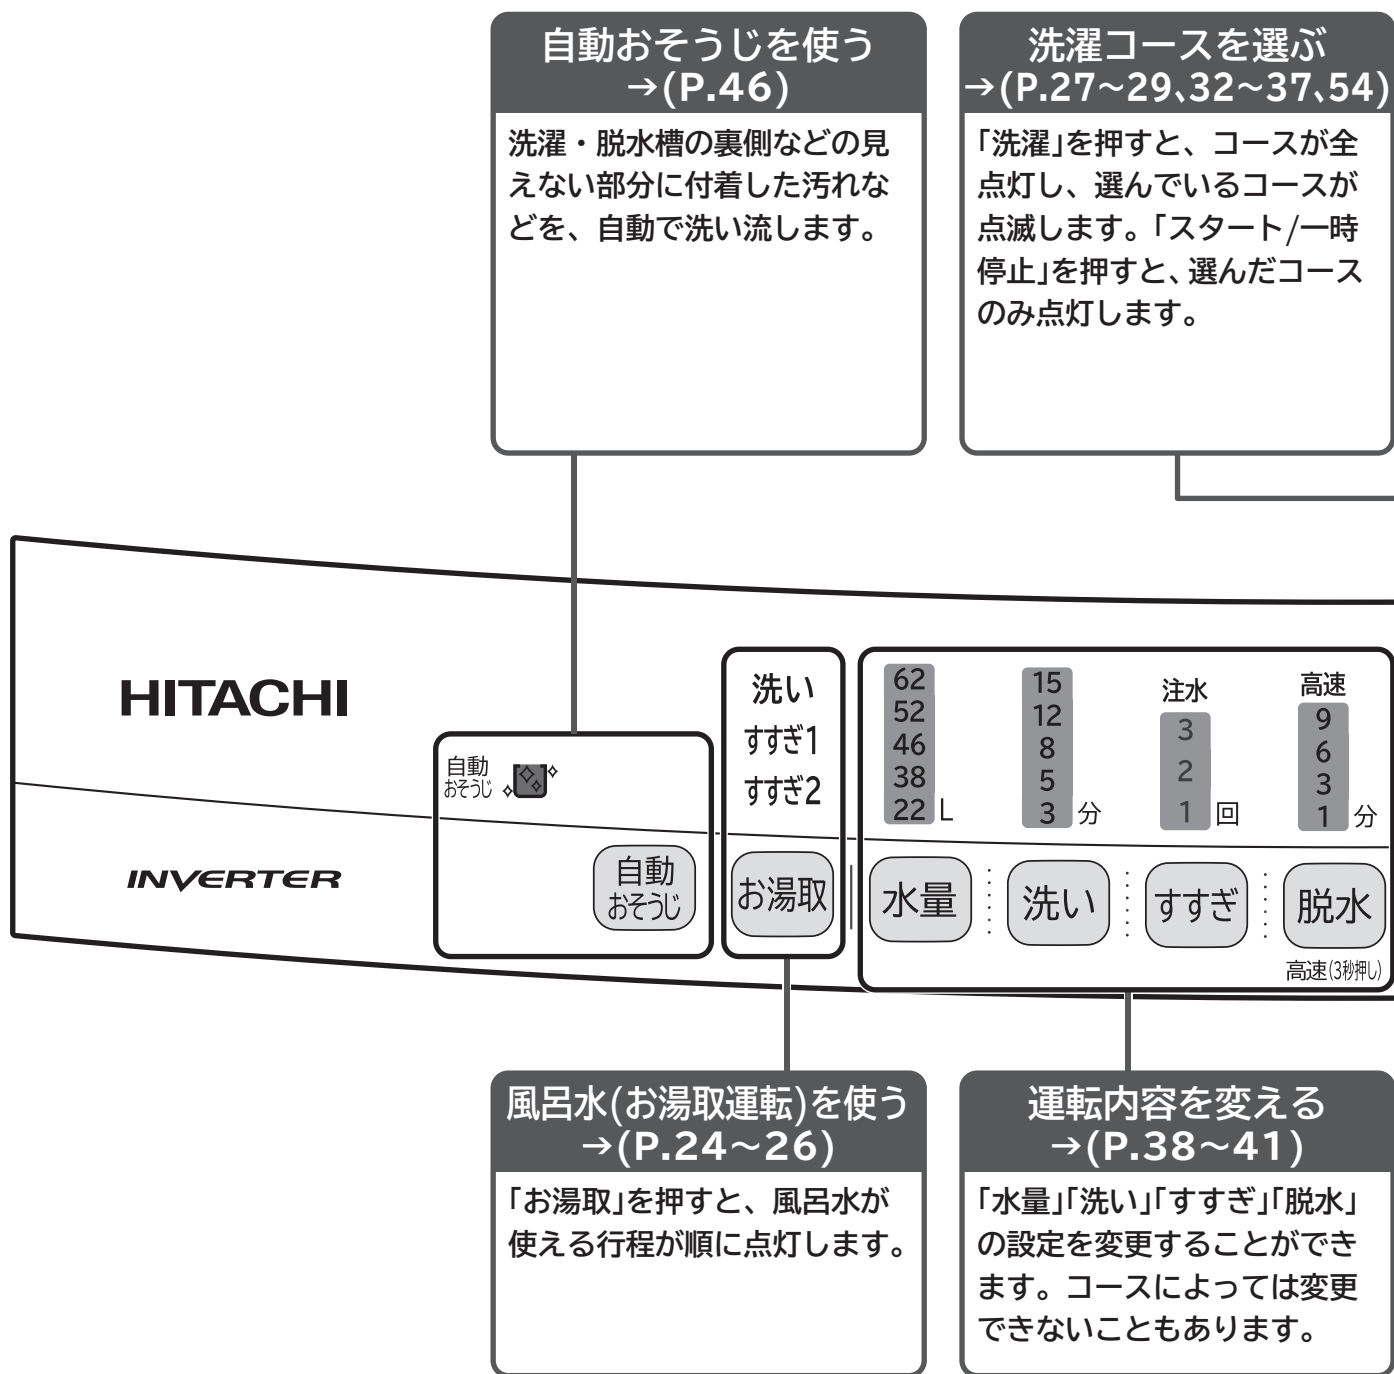 自動おそうじを使う
→(P.46)
洗濯・脱水槽の裏側などの見
えない部分に付着した汚れな
どを、自動で洗い流します。
洗濯コースを選ぶ
→(P.27~29、32~37、54)
「洗濯」を押すと、コースが全
点灯し、選んでいるコースが
点滅します。「スタート/一時
停止」を押すと、選んだコース
のみ点灯します。
HITACHI
INVERTER
自動
おそうじ
自動
おそうじ
洗い
すすぎ1
すすぎ2
お湯取
62
52
46
38
22 L
水量
15
12
8
5
3 分
洗い
注水
3
2
1 回
すすぎ
高速
9
6
3
1 分
脱水
高速(3秒押し)
風呂水(お湯取運転)を使う
→(P.24~26)
「お湯取」を押すと、風呂水が
使える行程が順に点灯します。
運転内容を変える
→(P.38~41)
「水量」「洗い」「すすぎ」「脱水」
の設定を変更することができ
ます。コースによっては変更
できないこともあります。